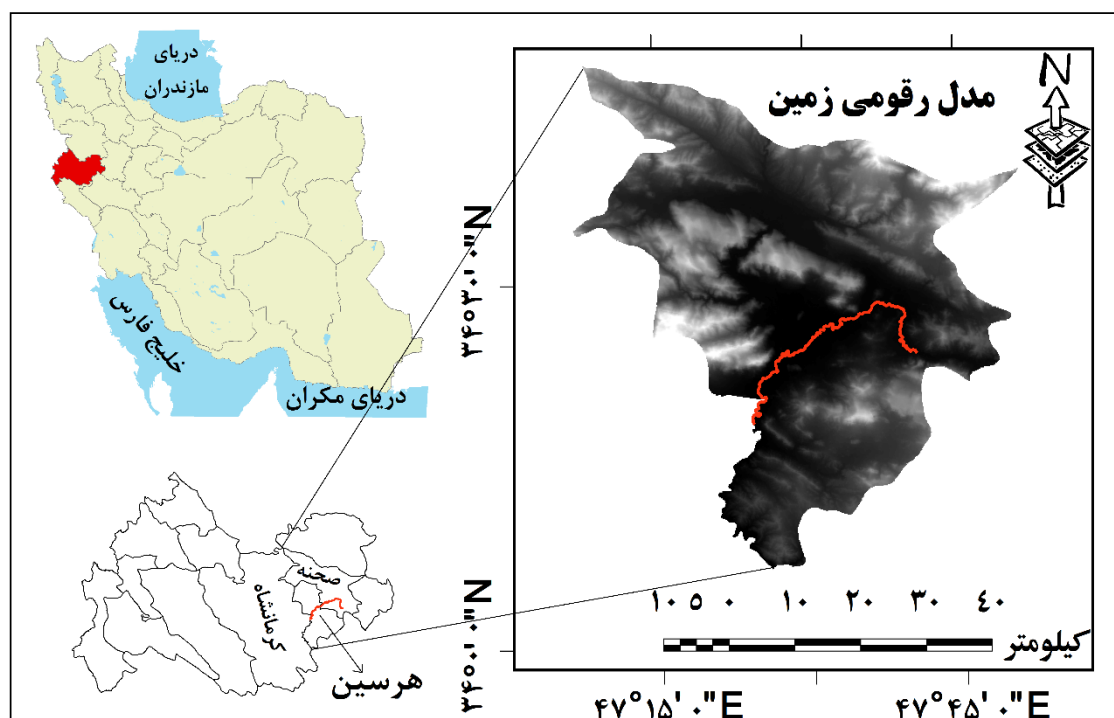 دریای
مازندران
خلیج فارس
دریای مکران
صحنه
کرمانشاه
هرسین
مدل رقومی زمین
N
۳۴°۳۰'۰"N
۳۴°۰'۰"N
۱۰ ۵ ۰ ۱۰ ۲۰ ۳۰ ۴۰
کیلومتر
۴۷°۱۵'۰"E ۴۷°۴۵'۰"E